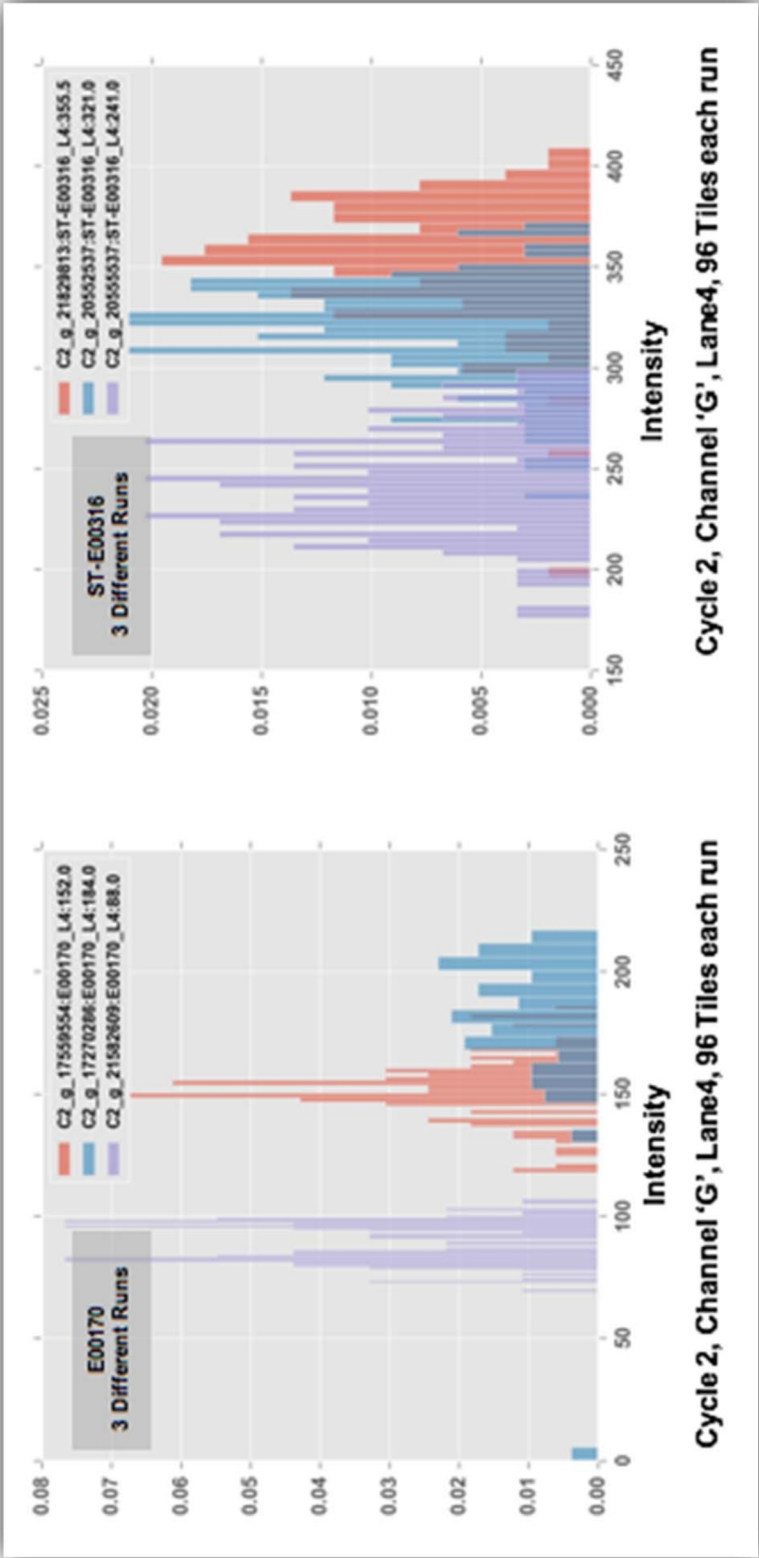 E00170
3 Different Runs
C2_g_17559554:E00170_L4:152.0
C2_g_17270286:E00170_L4:184.0
C2_g_21582609:E00170_L4:88.0
0.08
0.07
0.06
0.05
0.04
0.03
0.02
0.01
0.00
0
50
100
150
200
250
Intensity
Cycle 2, Channel ‘G’, Lane4, 96 Tiles each run
ST-E00316
3 Different Runs
C2_g_21829813:ST-E00316_L4:355.5
C2_g_20552537:ST-E00316_L4:321.0
C2_g_20555537:ST-E00316_L4:241.0
0.025
0.020
0.015
0.010
0.005
0.000
150
200
250
300
350
400
450
Intensity
Cycle 2, Channel ‘G’, Lane4, 96 Tiles each run